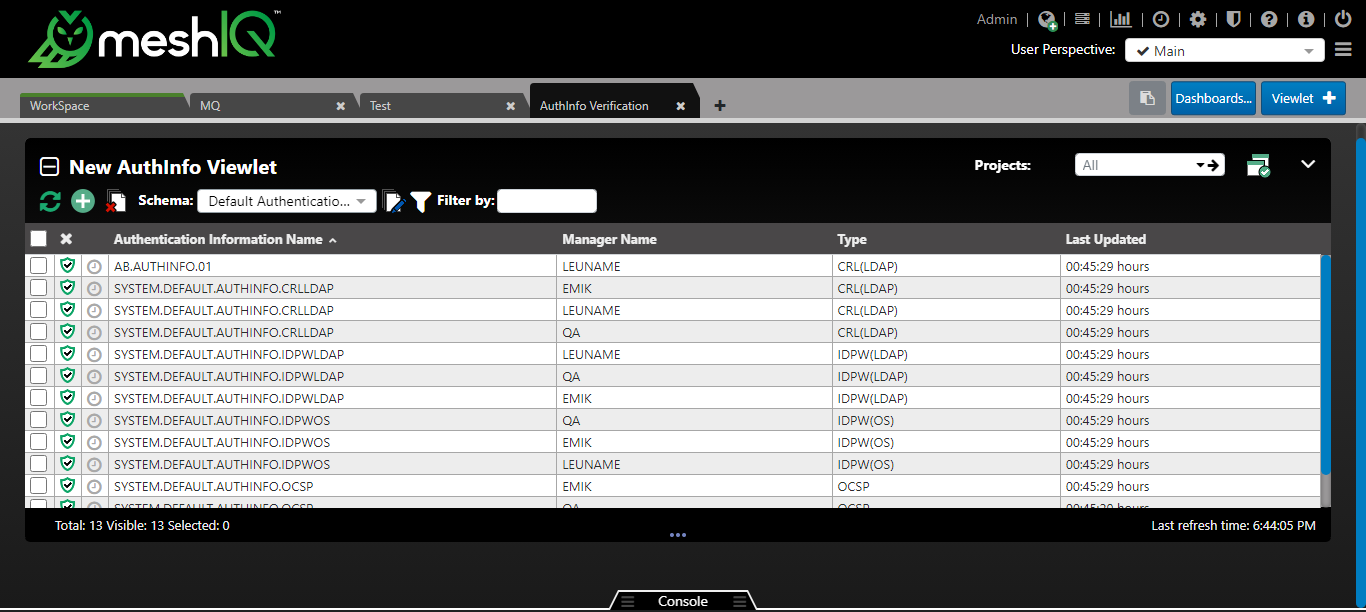 meshIQ™
Admin
User Perspective: Main
WorkSpace MQ Test AuthInfo Verification
Dashboards... Viewlet
New AuthInfo Viewlet
Projects: All
Schema: Default Authenticatio... Filter by:
Authentication Information Name Manager Name Type Last Updated
AB.AUTHINFO.01 LEUNAME CRL(LDAP) 00:45:29 hours
SYSTEM.DEFAULT.AUTHINFO.CRLLDAP EMIK CRL(LDAP) 00:45:29 hours
SYSTEM.DEFAULT.AUTHINFO.CRLLDAP LEUNAME CRL(LDAP) 00:45:29 hours
SYSTEM.DEFAULT.AUTHINFO.CRLLDAP QA CRL(LDAP) 00:45:29 hours
SYSTEM.DEFAULT.AUTHINFO.IDPWLDAP LEUNAME IDPW(LDAP) 00:45:29 hours
SYSTEM.DEFAULT.AUTHINFO.IDPWLDAP QA IDPW(LDAP) 00:45:29 hours
SYSTEM.DEFAULT.AUTHINFO.IDPWLDAP EMIK IDPW(LDAP) 00:45:29 hours
SYSTEM.DEFAULT.AUTHINFO.IDPWOS QA IDPW(OS) 00:45:29 hours
SYSTEM.DEFAULT.AUTHINFO.IDPWOS EMIK IDPW(OS) 00:45:29 hours
SYSTEM.DEFAULT.AUTHINFO.IDPWOS LEUNAME IDPW(OS) 00:45:29 hours
SYSTEM.DEFAULT.AUTHINFO.OCSP EMIK OCSP 00:45:29 hours
SYSTEM.DEFAULT.AUTHINFO.OCSP QA OCSP 00:45:29 hours
Total: 13 Visible: 13 Selected: 0
Last refresh time: 6:44:05 PM
Console